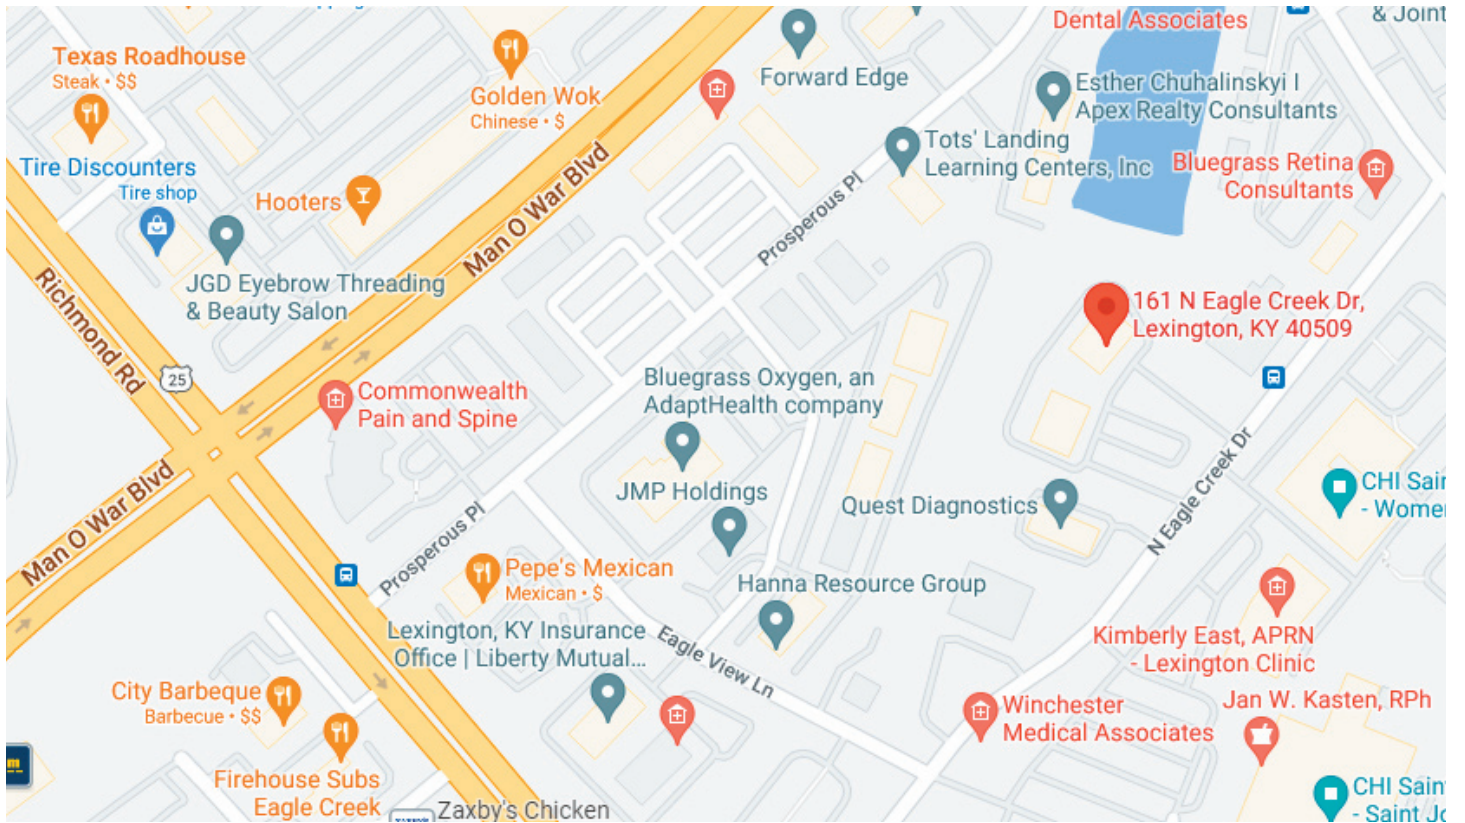 Dental Associates
& Joint
Texas Roadhouse
Steak • $$
Golden Wok
Chinese • $
Forward Edge
Esther Chuhalinskyi I
Apex Realty Consultants
Tots' Landing
Learning Centers, Inc
Bluegrass Retina
Consultants
Tire Discounters
Tire shop
Hooters
Man O War Blvd
Prosperous Pl
JGD Eyebrow Threading
& Beauty Salon
Richmond Rd
25
161 N Eagle Creek Dr,
Lexington, KY 40509
Commonwealth
Pain and Spine
Bluegrass Oxygen, an
AdaptHealth company
JMP Holdings
Quest Diagnostics
N Eagle Creek Dr
CHI Sai
- Wome
Man O War Blvd
Prosperous Pl
Pepe's Mexican
Mexican • $
Hanna Resource Group
Lexington, KY Insurance
Office | Liberty Mutual...
Eagle View Ln
Kimberly East, APRN
- Lexington Clinic
City Barbeque
Barbecue • $$
Winchester
Medical Associates
Jan W. Kasten, RPh
Firehouse Subs
Eagle Creek
Zaxby's Chicken
CHI Sain
- Saint Jo